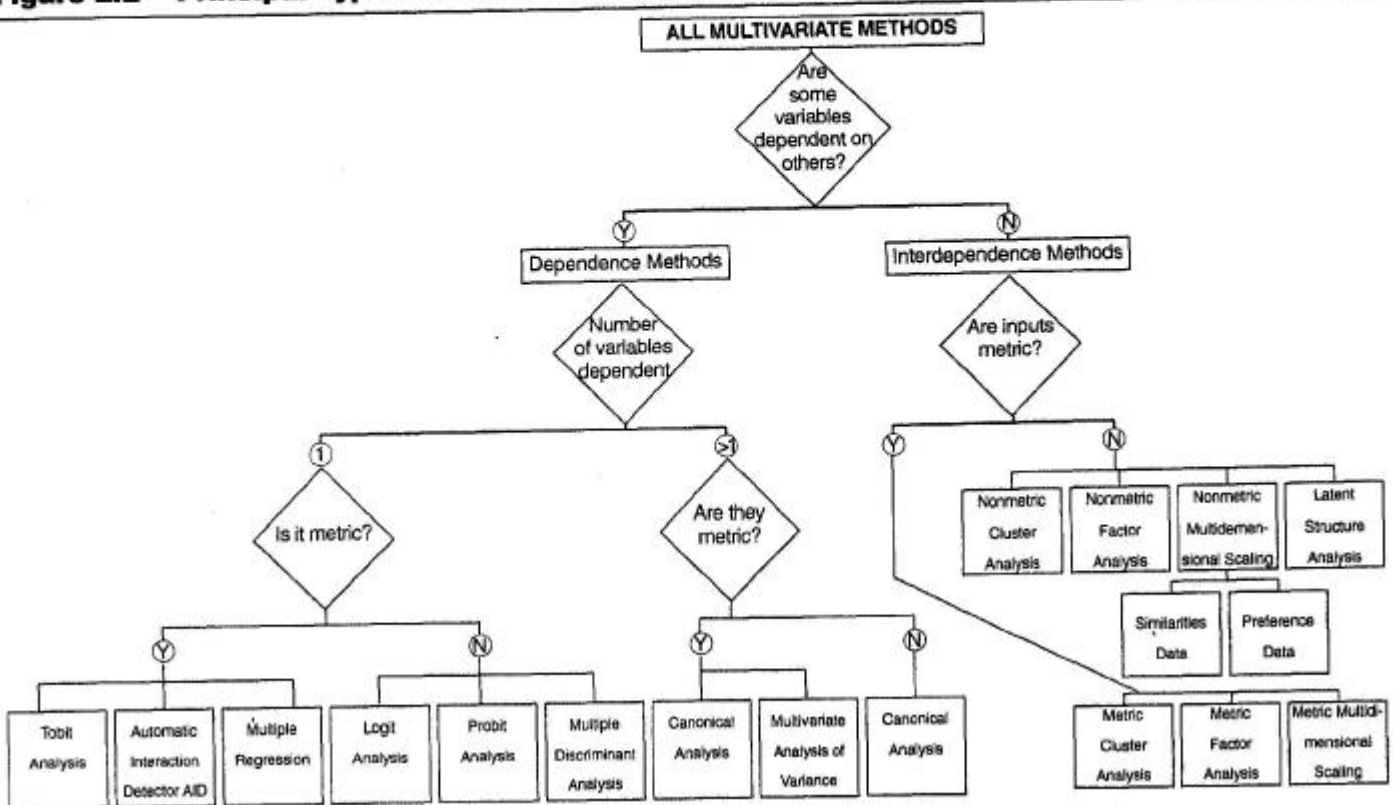 ALL MULTIVARIATE METHODS
Are
some
variables
dependent on
others?
Y
N
Dependence Methods
Interdependence Methods
Number
of variables
dependent
Are inputs
metric?
1
>1
Y
N
Is it metric?
Are they
metric?
Nonmetric
Cluster
Analysis
Nonmetric
Factor
Analysis
Nonmetric
Multidemen-
sional Scaling
Latent
Structure
Analysis
Similarities
Data
Preference
Data
Y
N
Y
N
Tobit
Analysis
Automatic
Interaction
Detector AID
Multiple
Regression
Logit
Analysis
Probit
Analysis
Multiple
Discriminant
Analysis
Canonical
Analysis
Multivariate
Analysis of
Variance
Canonical
Analysis
Metric
Cluster
Analysis
Metric
Factor
Analysis
Metric Multidi-
mensional
Scaling